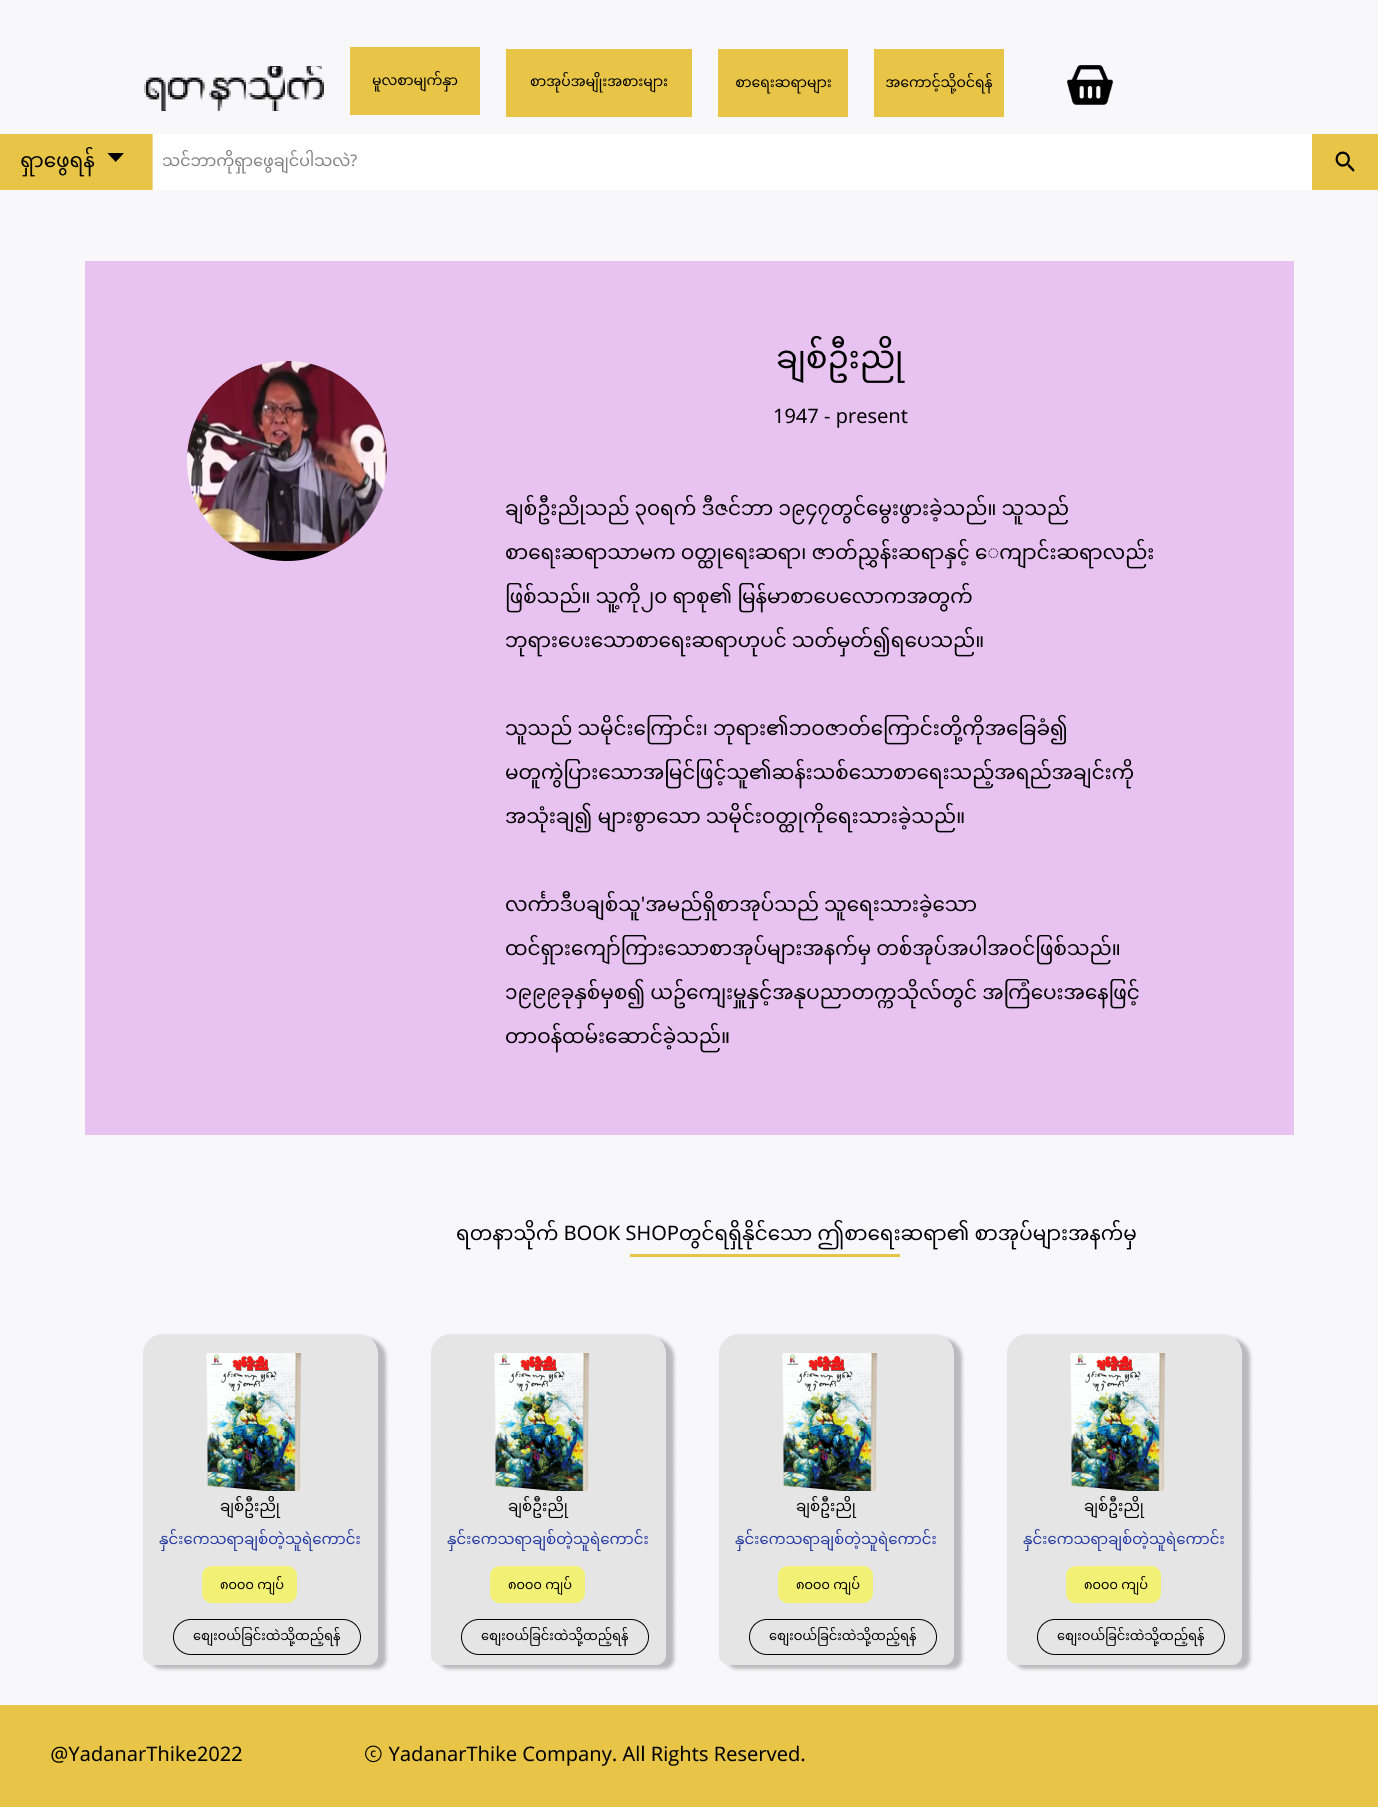 ရတနာသိုက်
မူလစာမျက်နှာ
စာအုပ်အမျိုးအစားများ
စာရေးဆရာများ
အကောင့်သို့ဝင်ရန်
ရှာဖွေရန်
သင်ဘာကိုရှာဖွေချင်ပါသလဲ?
ချစ်ဦးညို
1947 - present
ချစ်ဦးညိုသည် ၃၀ရက် ဒီဇင်ဘာ ၁၉၄၇တွင်မွေးဖွားခဲ့သည်။ သူသည်
စာရေးဆရာသာမက ဝတ္ထုရေးဆရာ၊ ဇာတ်ညွှန်းဆရာနှင့် ေကျာင်းဆရာလည်း
ဖြစ်သည်။ သူ့ကို၂၀ ရာစု၏ မြန်မာစာပေလောကအတွက်
ဘုရားပေးသောစာရေးဆရာဟုပင် သတ်မှတ်၍ရပေသည်။
သူသည် သမိုင်းကြောင်း၊ ဘုရား၏ဘဝဇာတ်ကြောင်းတို့ကိုအခြေခံ၍
မတူကွဲပြားသောအမြင်ဖြင့်သူ၏ဆန်းသစ်သောစာရေးသည့်အရည်အချင်းကို
အသုံးချ၍ များစွာသော သမိုင်းဝတ္ထုကိုရေးသားခဲ့သည်။
လင်္ကာဒီပချစ်သူ'အမည်ရှိစာအုပ်သည် သူရေးသားခဲ့သော
ထင်ရှားကျော်ကြားသောစာအုပ်များအနက်မှ တစ်အုပ်အပါအဝင်ဖြစ်သည်။
၁၉၉၉ခုနှစ်မှစ၍ ယဥ်ကျေးမှူနှင့်အနုပညာတက္ကသိုလ်တွင် အကြံပေးအနေဖြင့်
တာဝန်ထမ်းဆောင်ခဲ့သည်။
ရတနာသိုက် BOOK SHOPတွင်ရရှိနိုင်သော ဤစာရေးဆရာ၏ စာအုပ်များအနက်မှ
ချစ်ဦးညို
နှင်းကေသရာချစ်တဲ့သူရဲကောင်း
၈၀၀၀ ကျပ်
ဈေးဝယ်ခြင်းထဲသို့ထည့်ရန်
ချစ်ဦးညို
နှင်းကေသရာချစ်တဲ့သူရဲကောင်း
၈၀၀၀ ကျပ်
ဈေးဝယ်ခြင်းထဲသို့ထည့်ရန်
ချစ်ဦးညို
နှင်းကေသရာချစ်တဲ့သူရဲကောင်း
၈၀၀၀ ကျပ်
ဈေးဝယ်ခြင်းထဲသို့ထည့်ရန်
ချစ်ဦးညို
နှင်းကေသရာချစ်တဲ့သူရဲကောင်း
၈၀၀၀ ကျပ်
ဈေးဝယ်ခြင်းထဲသို့ထည့်ရန်
@YadanarThike2022
© YadanarThike Company. All Rights Reserved.